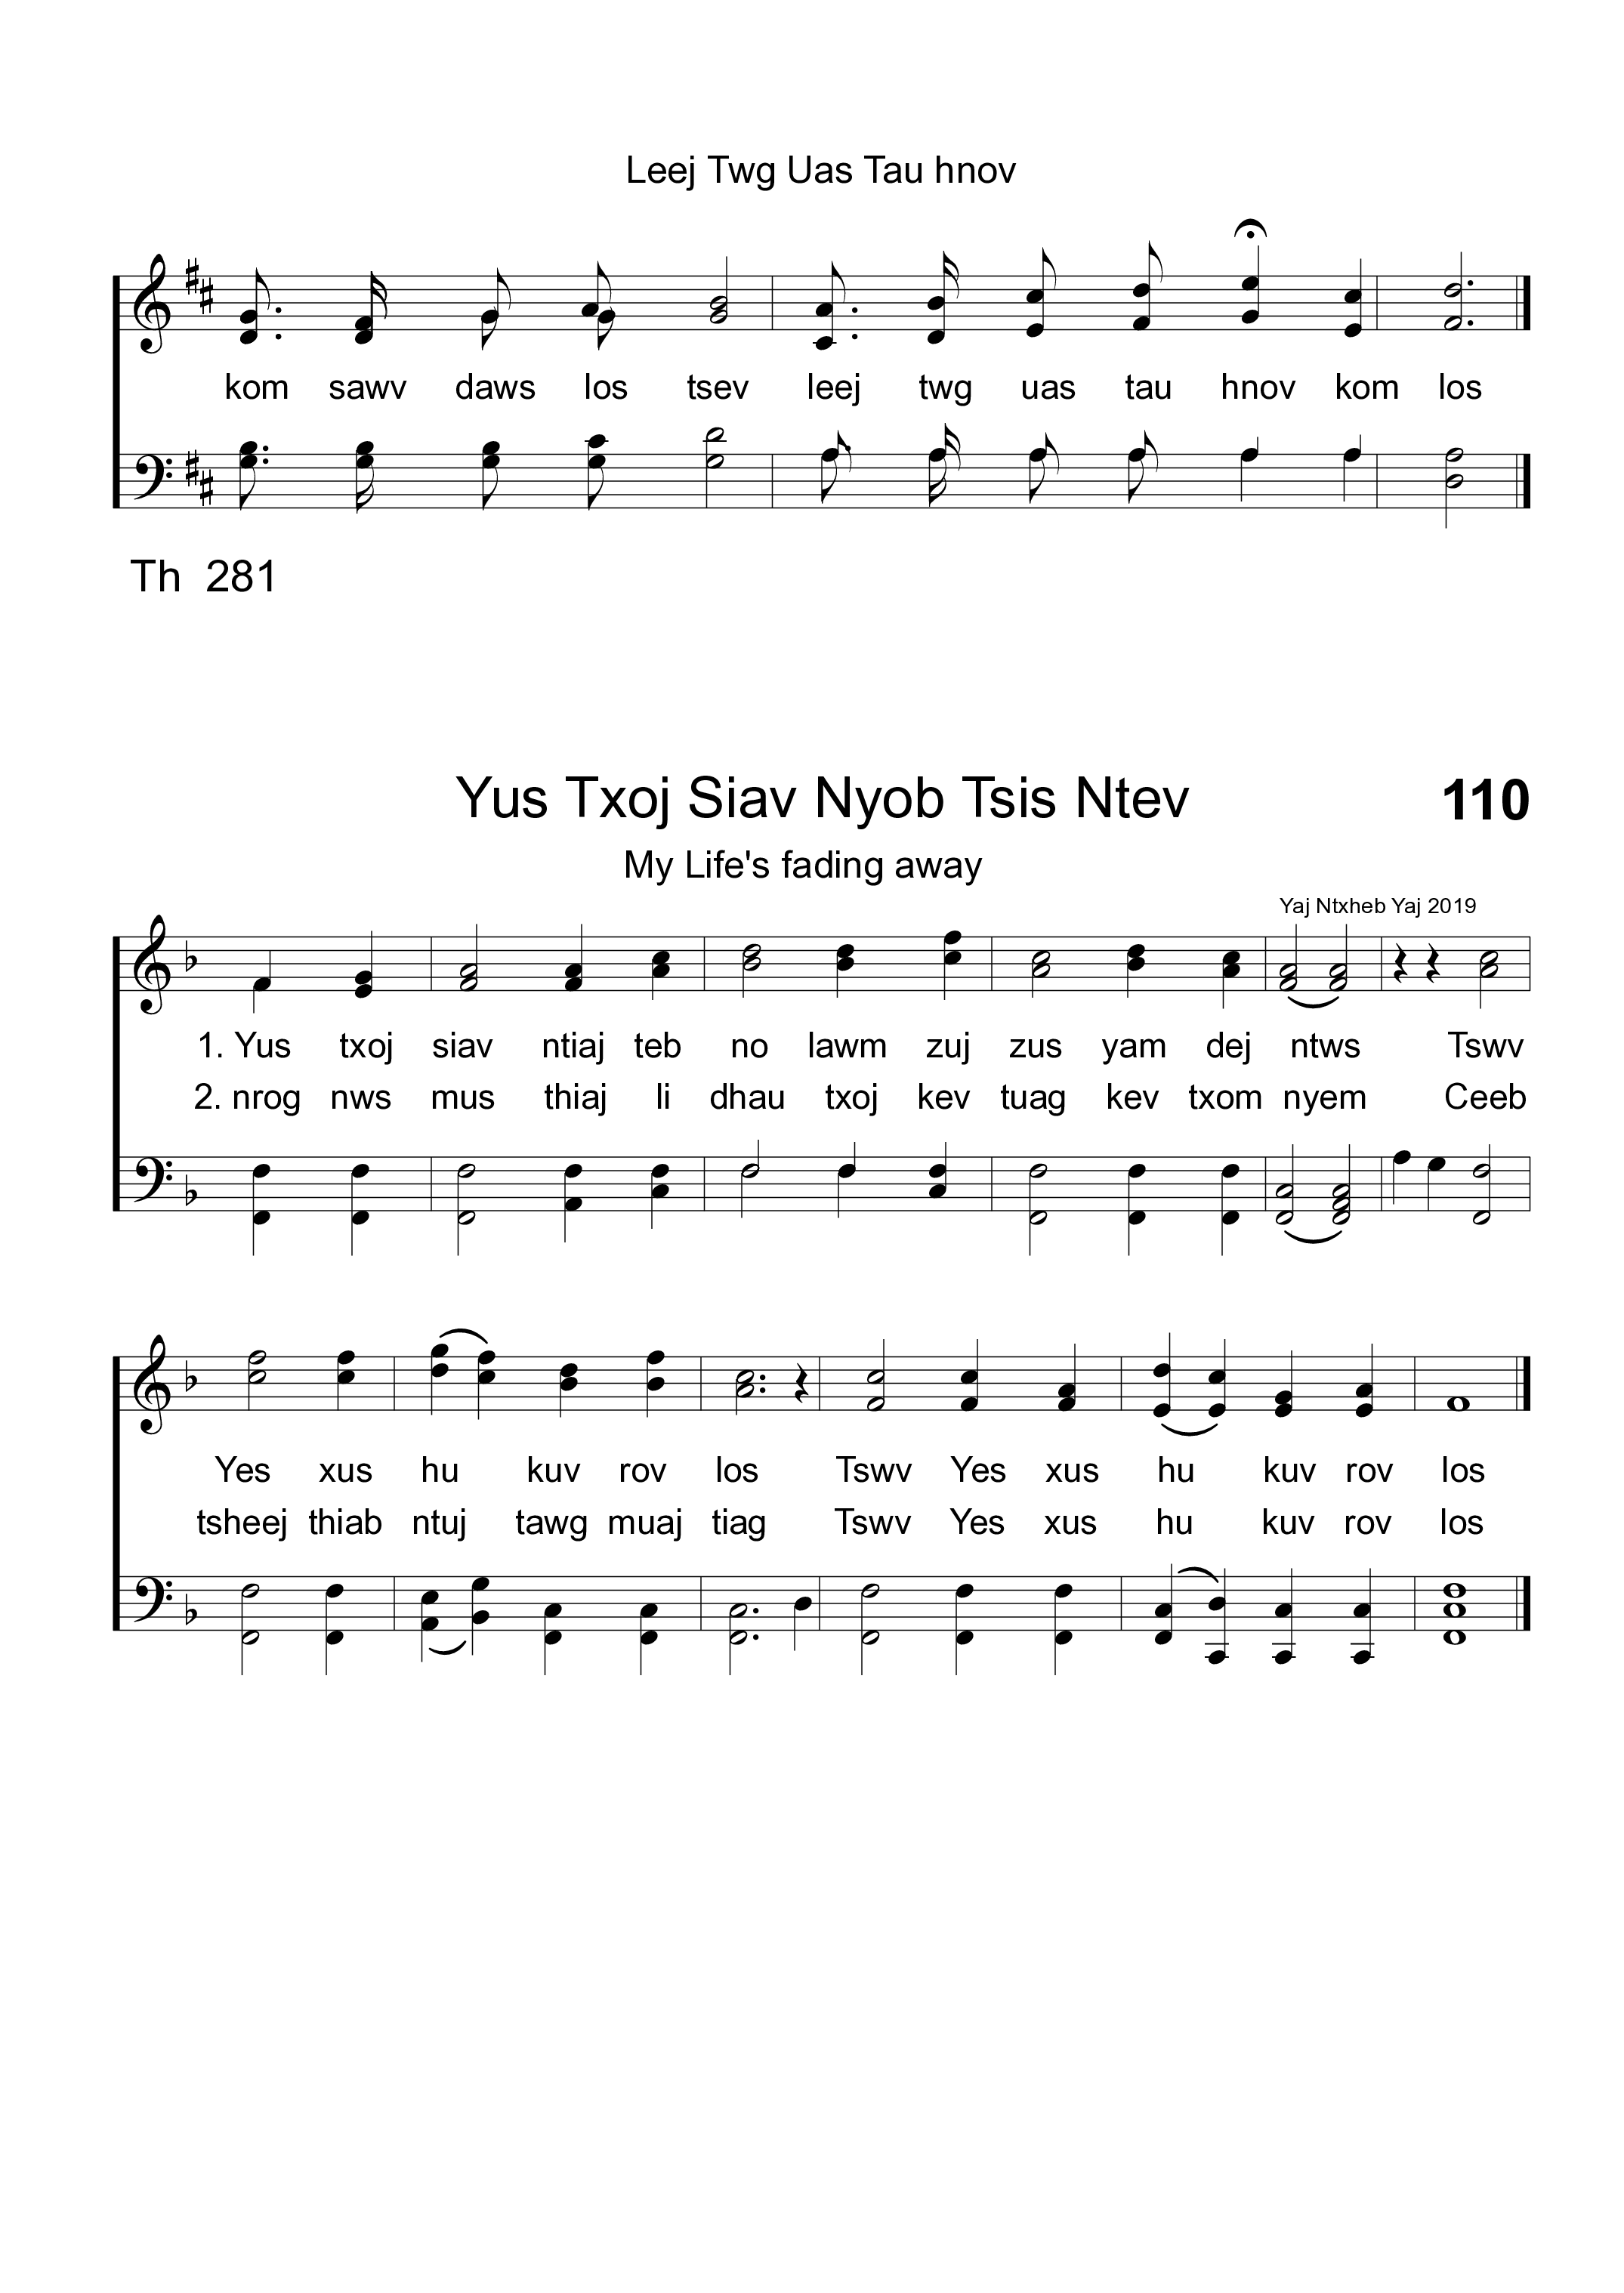 Leej Twg Uas Tau hnov
kom sawv daws los tsev leej twg uas tau hnov kom los
Th 281
Yus Txoj Siav Nyob Tsis Ntev 110
My Life's fading away
Yaj Ntxheb Yaj 2019
1. Yus txoj siav ntiaj teb no lawm zuj zus yam dej ntws Tswv
2. nrog nws mus thiaj li dhau txoj kev tuag kev txom nyem Ceeb
Yes xus hu kuv rov los Tswv Yes xus hu kuv rov los
tsheej thiab ntuj tawg muaj tiag Tswv Yes xus hu kuv rov los